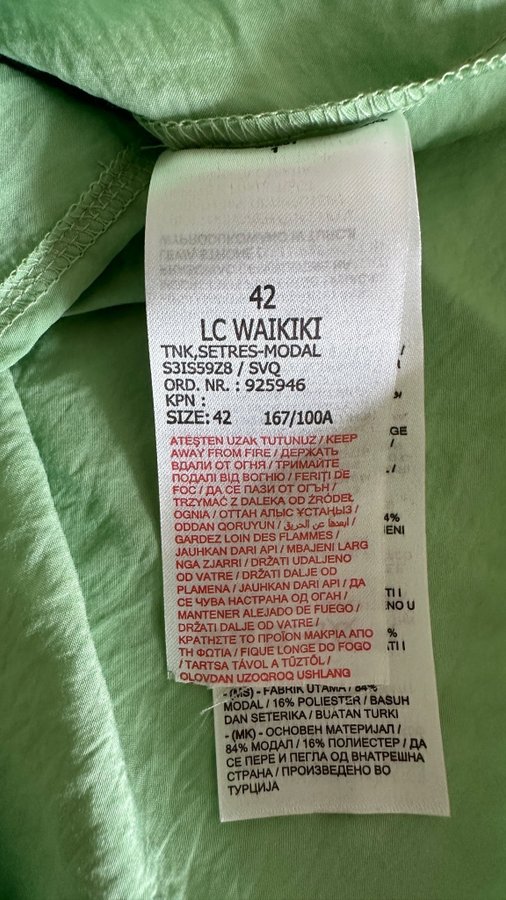 42
LC WAIKIKI
TNK,SETRES-MODAL
S3IS59Z8 / SVQ
ORD. NR. : 925946
KPN :
SIZE: 42 167/100A
ATEŞTEN UZAK TUTUNUZ / KEEP
AWAY FROM FIRE / ДЕРЖАТЬ
ВДАЛИ ОТ ОГНЯ / ТРИМАЙТЕ
ПОДАЛІ ВІД ВОГНЮ / FERIȚI DE
FOC / ДА СЕ ПАЗИ ОТ ОГЪН /
TRZYMAĆ Z DALEKA OD ŹRÓDEŁ
OGNIA / ОТТАН АЛЫС ҰСТАҢЫЗ /
ODDAN QORUYUN / ابعدها عن الحريق /
GARDEZ LOIN DES FLAMMES /
JAUHKAN DARI API / MBAJENI LARG
NGA ZJARRI / DRŽATI UDALJENO
OD VATRE / DRŽATI DALJE OD
PLAMENA / JAUHKAN DARI API / ДА
СЕ ЧУВА НАСТРАНА ОД ОГАН /
MANTENER ALEJADO DE FUEGO /
DRŽATI DALJE OD VATRE /
ΚΡΑΤΗΣΤΕ ΤΟ ΠΡΟΪΟΝ ΜΑΚΡΙΑ ΑΠΟ
ΤΗ ΦΩΤΙΑ / FIQUE LONGE DO FOGO
/ TARTSA TÁVOL A TŰZTŐL /
OLOVDAN UZOQROQ USHLANG
- (MS) - FABRIK UTAMA / 84%
MODAL / 16% POLIESTER / BASUH
DAN SETERIKA / BUATAN TURKI
- (MK) - ОСНОВЕН МАТЕРИЈАЛ /
84% МОДАЛ / 16% ПОЛИЕСТЕР / ДА
СЕ ПЕРЕ И ПЕГЛА ОД ВНАТРЕШНА
СТРАНА / ПРОИЗВЕДЕНО ВО
ТУРЦИЈА